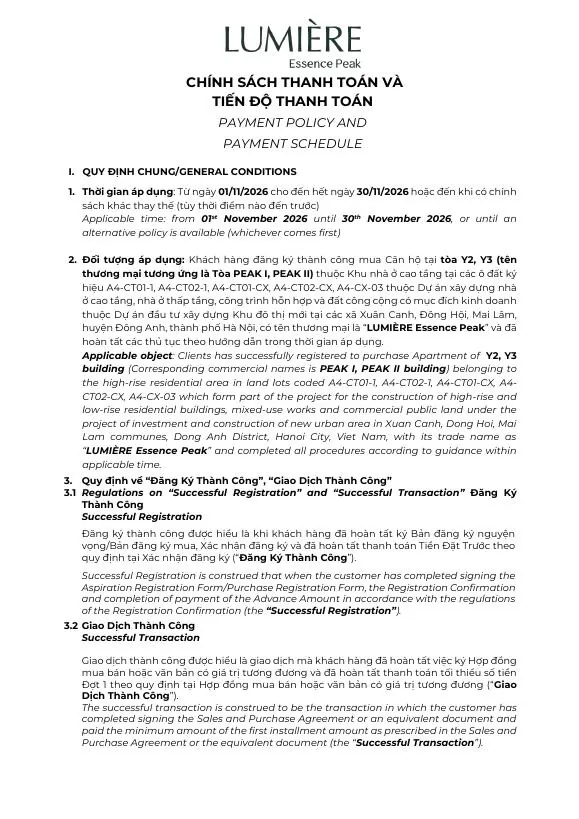 LUMIÈRE
Essence Peak
CHÍNH SÁCH THANH TOÁN VÀ
TIẾN ĐỘ THANH TOÁN
PAYMENT POLICY AND
PAYMENT SCHEDULE
I. QUY ĐỊNH CHUNG/GENERAL CONDITIONS
1. Thời gian áp dụng: Từ ngày 01/11/2026 cho đến hết ngày 30/11/2026 hoặc đến khi có chính
sách khác thay thế (tùy thời điểm nào đến trước)
Applicable time: from 01st November 2026 until 30th November 2026, or until an
alternative policy is available (whichever comes first)
2. Đối tượng áp dụng: Khách hàng đăng ký thành công mua Căn hộ tại tòa Y2, Y3 (tên
thương mại tương ứng là Tòa PEAK I, PEAK II) thuộc Khu nhà ở cao tầng tại các ô đất ký
hiệu A4-CT01-1, A4-CT02-1, A4-CT01-CX, A4-CT02-CX, A4-CX-03 thuộc Dự án xây dựng nhà
ở cao tầng, nhà ở thấp tầng, công trình hỗn hợp và đất công cộng có mục đích kinh doanh
thuộc Dự án đầu tư xây dựng Khu đô thị mới tại các xã Xuân Canh, Đông Hội, Mai Lâm,
huyện Đông Anh, thành phố Hà Nội, có tên thương mại là “LUMIÈRE Essence Peak” và đã
hoàn tất các thủ tục theo hướng dẫn trong thời gian áp dụng.
Applicable object: Clients has successfully registered to purchase Apartment of Y2, Y3
building (Corresponding commercial names is PEAK I, PEAK II building) belonging to
the high-rise residential area in land lots coded A4-CT01-1, A4-CT02-1, A4-CT01-CX, A4-
CT02-CX, A4-CX-03 which form part of the project for the construction of high-rise and
low-rise residential buildings, mixed-use works and commercial public land under the
project of investment and construction of new urban area in Xuan Canh, Dong Hoi, Mai
Lam communes, Dong Anh District, Hanoi City, Viet Nam, with its trade name as
“LUMIÈRE Essence Peak” and completed all procedures according to guidance within
applicable time.
3. Quy định về “Đăng Ký Thành Công”, “Giao Dịch Thành Công”
3.1 Regulations on “Successful Registration” and “Successful Transaction” Đăng Ký
Thành Công
Successful Registration
Đăng ký thành công được hiểu là khi khách hàng đã hoàn tất ký Bản đăng ký nguyện
vọng/Bản đăng ký mua, Xác nhận đăng ký và đã hoàn tất thanh toán Tiền Đặt Trước theo
quy định tại Xác nhận đăng ký (“Đăng Ký Thành Công”).
Successful Registration is construed that when the customer has completed signing the
Aspiration Registration Form/Purchase Registration Form, the Registration Confirmation
and completion of payment of the Advance Amount in accordance with the regulations
of the Registration Confirmation (the “Successful Registration”).
3.2 Giao Dịch Thành Công
Successful Transaction
Giao dịch thành công được hiểu là giao dịch mà khách hàng đã hoàn tất việc ký Hợp đồng
mua bán hoặc văn bản có giá trị tương đương và đã hoàn tất thanh toán tối thiểu số tiền
Đợt 1 theo quy định tại Hợp đồng mua bán hoặc văn bản có giá trị tương đương (“Giao
Dịch Thành Công”).
The successful transaction is construed to be the transaction in which the customer has
completed signing the Sales and Purchase Agreement or an equivalent document and
paid the minimum amount of the first installment amount as prescribed in the Sales and
Purchase Agreement or the equivalent document (the “Successful Transaction”).